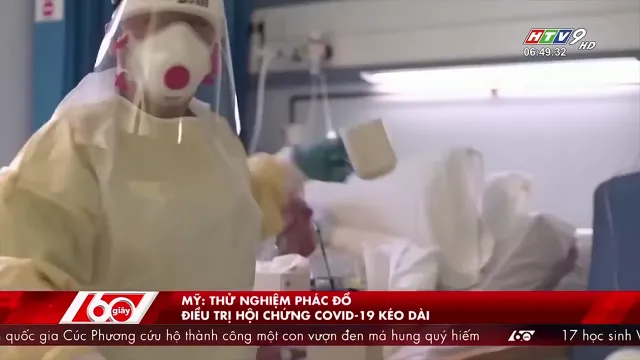 HTV9 HD
06:49:32
60 giây
MỸ: THỬ NGHIỆM PHÁC ĐỒ
ĐIỀU TRỊ HỘI CHỨNG COVID-19 KÉO DÀI
quốc gia Cúc Phương cứu hộ thành công một con vượn đen má hung quý hiếm
60
17 học sinh